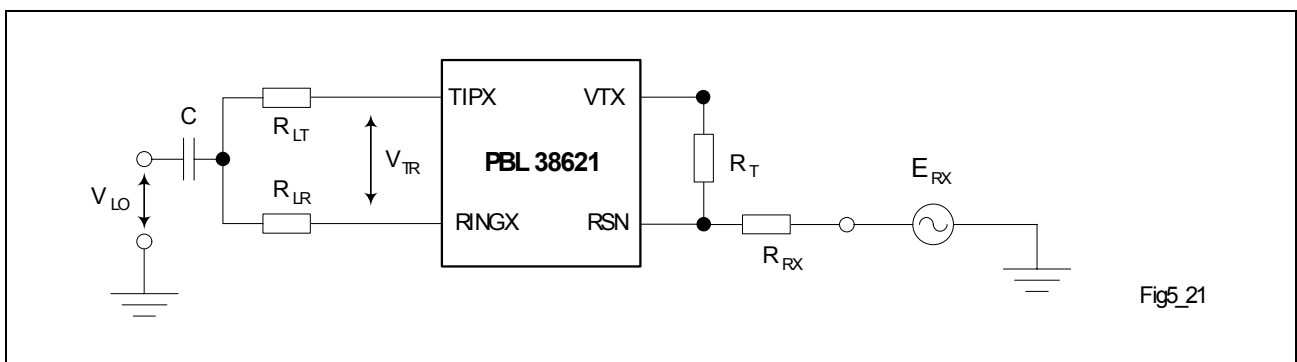 TIPX
VTX
C
R LT
V TR
PBL 38621
R T
E RX
V LO
R LR
RINGX
RSN
R RX
Fig5_21